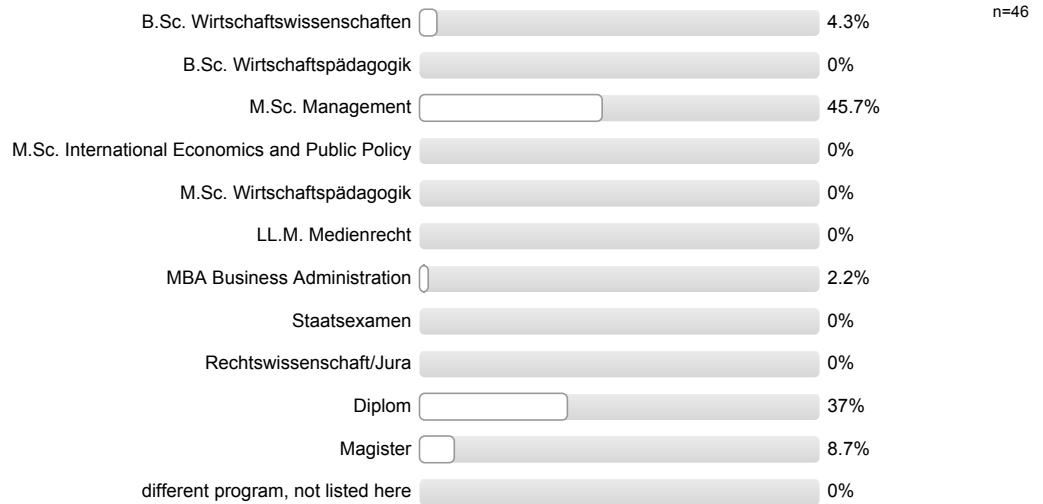 B.Sc. Wirtschaftswissenschaften 4.3% n=46
B.Sc. Wirtschaftspädagogik 0%
M.Sc. Management 45.7%
M.Sc. International Economics and Public Policy 0%
M.Sc. Wirtschaftspädagogik 0%
LL.M. Medienrecht 0%
MBA Business Administration 2.2%
Staatsexamen 0%
Rechtswissenschaft/Jura 0%
Diplom 37%
Magister 8.7%
different program, not listed here 0%